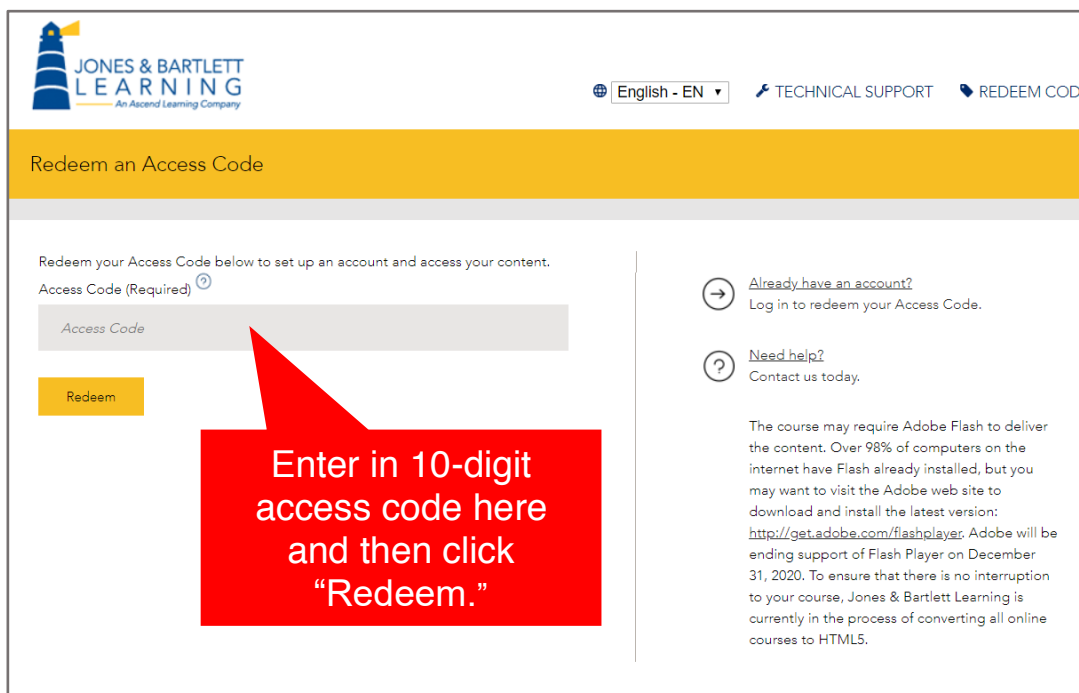 JONES & BARTLETT
LEARNING
An Ascend Learning Company
English - EN
TECHNICAL SUPPORT
REDEEM COD
Redeem an Access Code
Redeem your Access Code below to set up an account and access your content.
Access Code (Required) ?
Access Code
Redeem
Enter in 10-digit
access code here
and then click
“Redeem.”
Already have an account?
Log in to redeem your Access Code.
?
Need help?
Contact us today.
The course may require Adobe Flash to deliver
the content. Over 98% of computers on the
internet have Flash already installed, but you
may want to visit the Adobe web site to
download and install the latest version:
http://get.adobe.com/flashplayer. Adobe will be
ending support of Flash Player on December
31, 2020. To ensure that there is no interruption
to your course, Jones & Bartlett Learning is
currently in the process of converting all online
courses to HTML5.